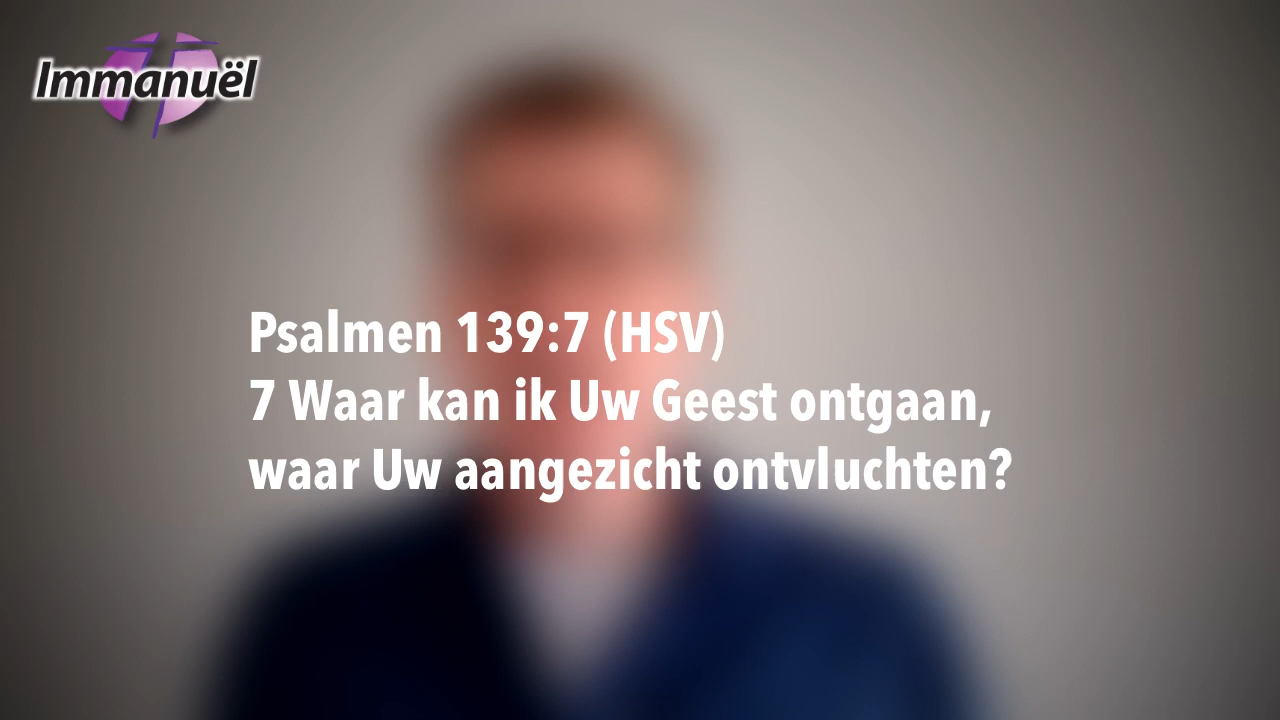 Immanuël
Psalmen 139:7 (HSV)
7 Waar kan ik Uw Geest ontgaan,
waar Uw aangezicht ontvluchten?